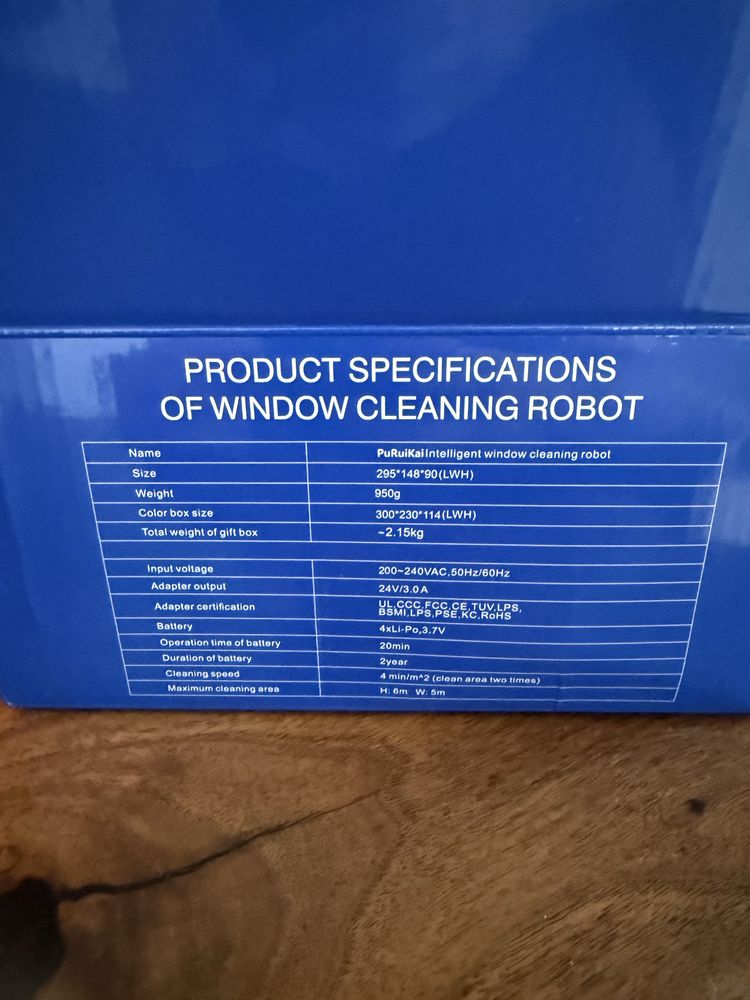 PRODUCT SPECIFICATIONS
OF WINDOW CLEANING ROBOT
Name PuRuiKai Intelligent window cleaning robot
Size 295*148*90(LWH)
Weight 950g
Color box size 300*230*114(LWH)
Total weight of gift box ~2.15kg
Input voltage 200~240VAC,50Hz/60Hz
Adapter output 24V/3.0A
Adapter certification UL,CCC,FCC,CE,TUV,LPS,
BSMI,LPS,PSE,KC,RoHS
Battery 4xLi-Po,3.7V
Operation time of battery 20min
Duration of battery 2year
Cleaning speed 4 min/m^2 (clean area two times)
Maximum cleaning area H: 6m W: 5m